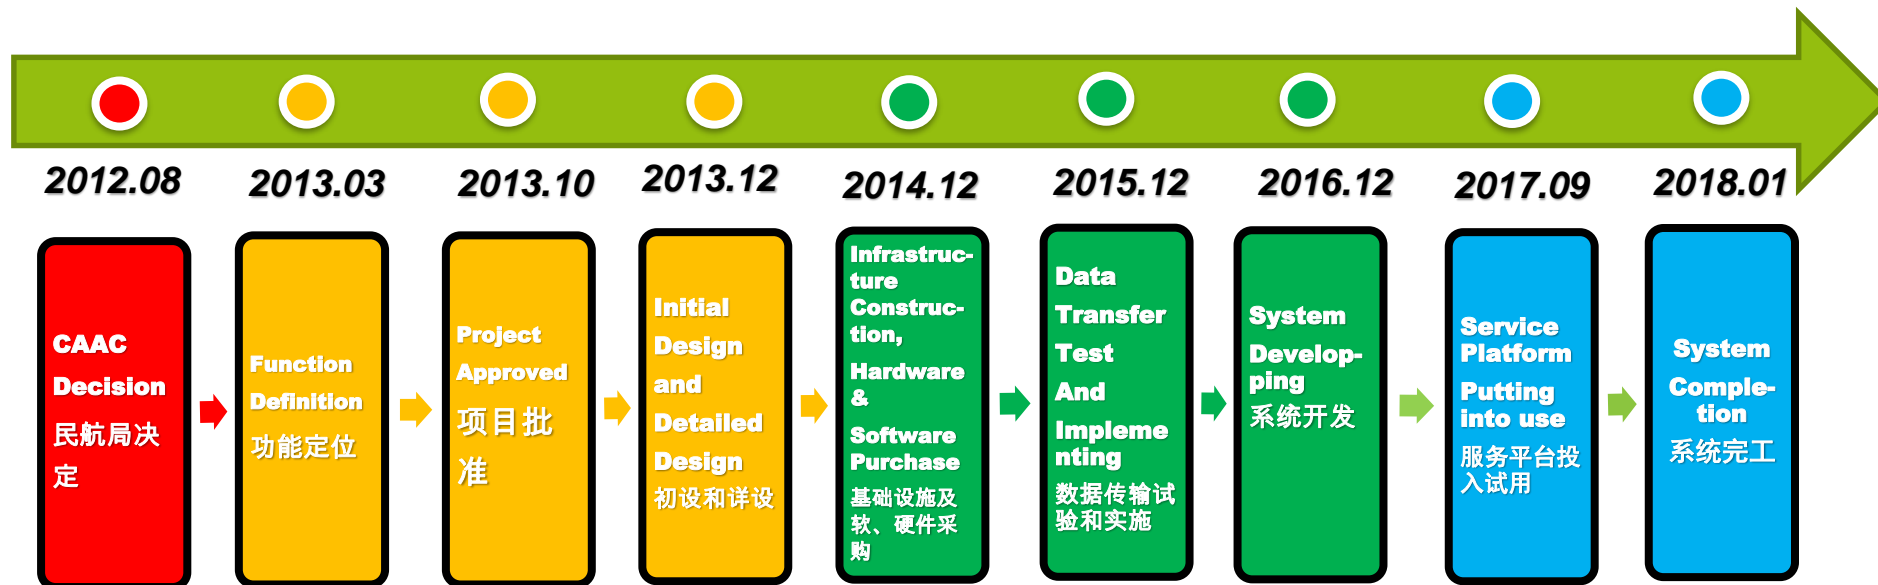 2012.08
2013.03
2013.10
2013.12
2014.12
2015.12
2016.12
2017.09
2018.01
CAAC
Decision
民航局决
定
Function
Definition
功能定位
Project
Approved
项目批
准
Initial
Design
and
Detailed
Design
初设和详设
Infrastruc-
ture
Construc-
tion,
Hardware
&
Software
Purchase
基础设施及
软、硬件采
购
Data
Transfer
Test
And
Impleme
nting
数据传输试
验和实施
System
Develop-
ping
系统开发
Service
Platform
Putting
into use
服务平台投
入试用
System
Comple-
tion
系统完工